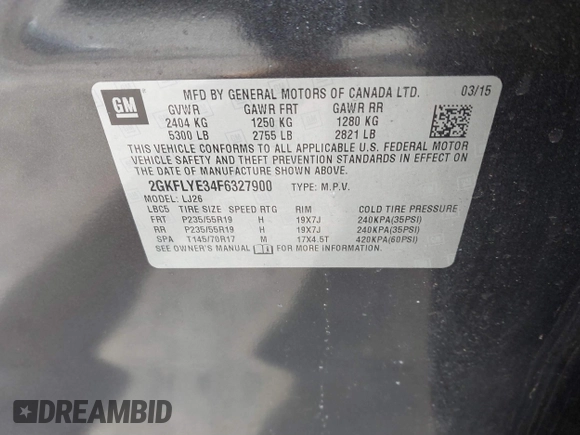 GM
MFD BY GENERAL MOTORS OF CANADA LTD. 03/15
GVWR GAWR FRT GAWR RR
2404 KG 1250 KG 1280 KG
5300 LB 2755 LB 2821 LB
THIS VEHICLE CONFORMS TO ALL APPLICABLE U.S. FEDERAL MOTOR
VEHICLE SAFETY AND THEFT PREVENTION STANDARDS IN EFFECT ON
THE DATE OF MANUFACTURE SHOWN ABOVE.
2GKFLYE34F6327900 TYPE: M.P.V.
MODEL: LJ26
LBC5 TIRE SIZE SPEED RTG RIM COLD TIRE PRESSURE
FRT P235/55R19 H 19X7J 240KPA(35PSI)
RR P235/55R19 H 19X7J 240KPA(35PSI)
SPA T145/70R17 M 17X4.5T 420KPA(60PSI)
SEE OWNER'S MANUAL FOR MORE INFORMATION.
DREAMBID